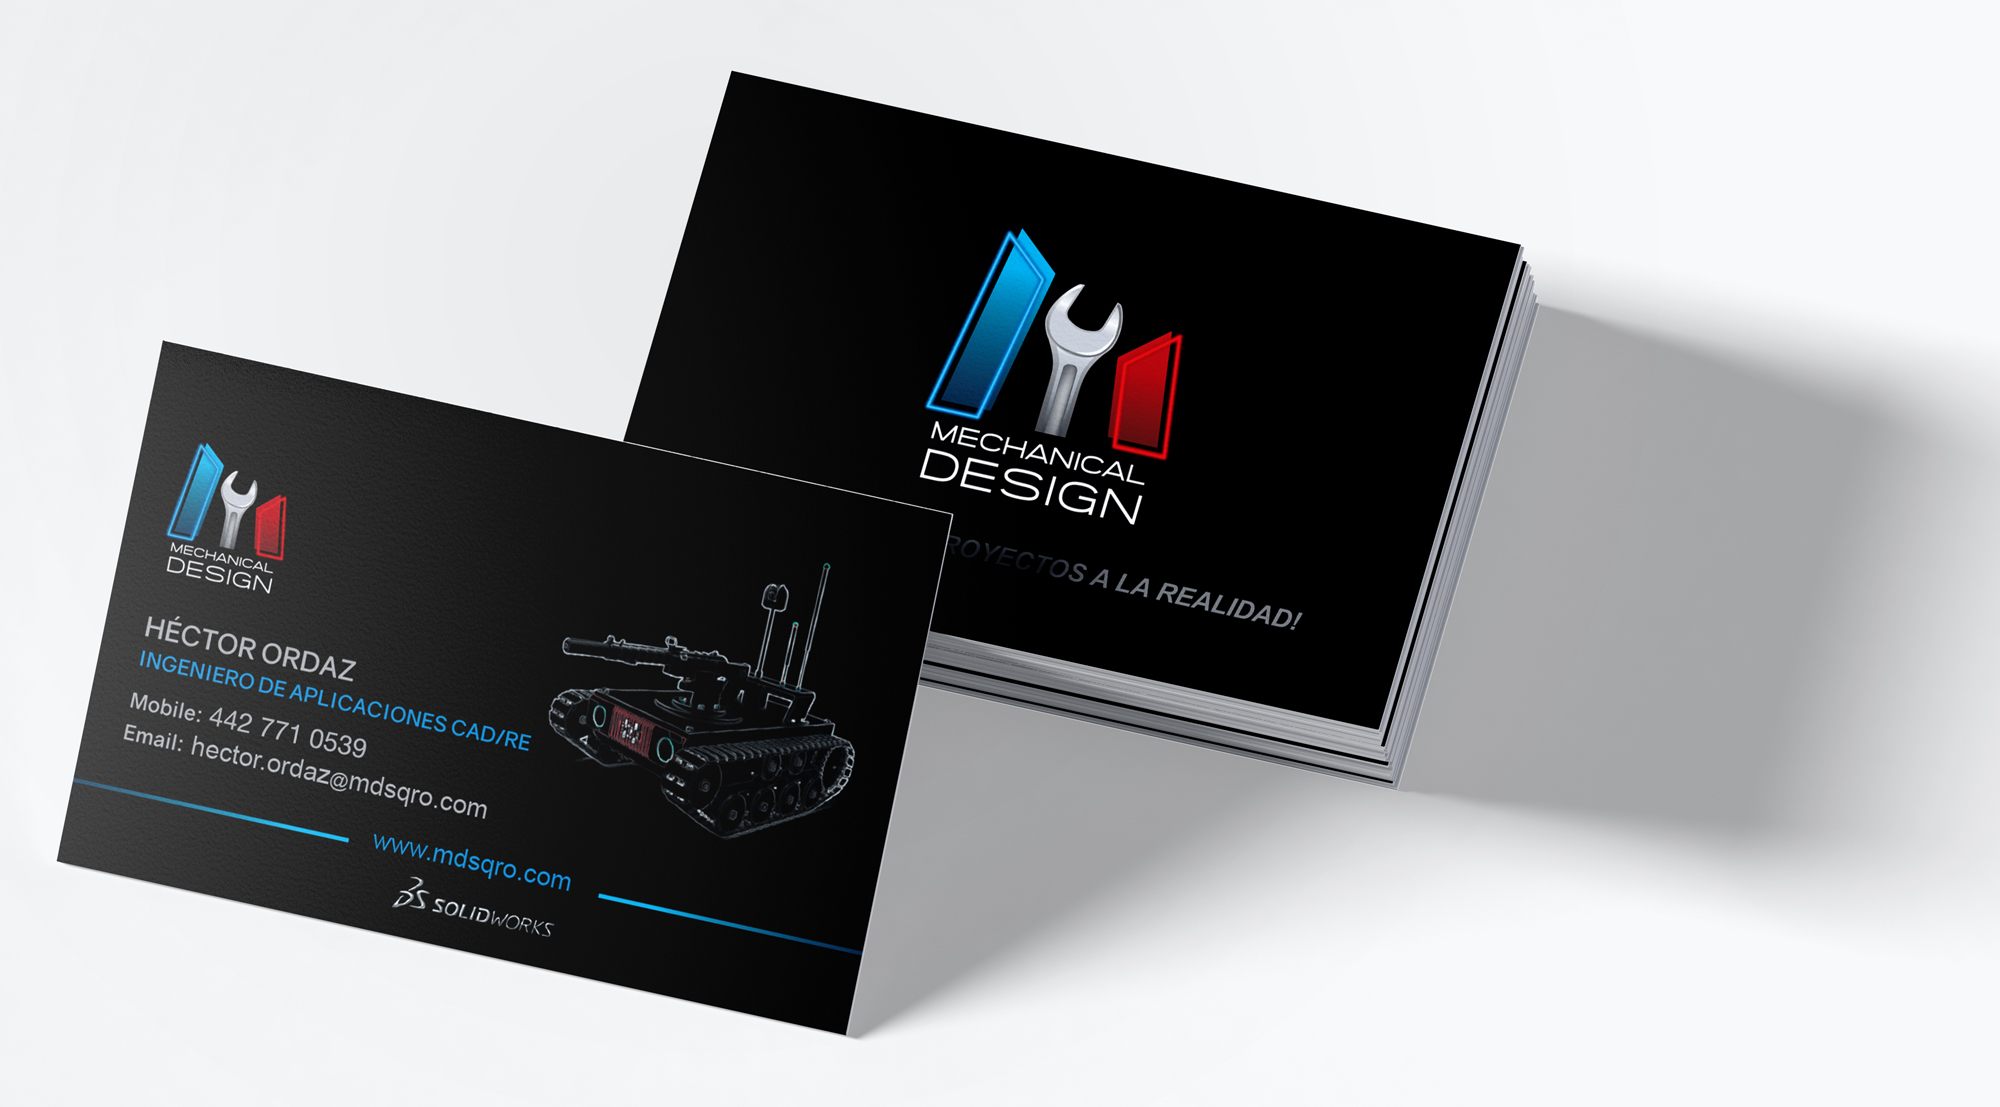 MECHANICAL
DESIGN
HÉCTOR ORDAZ
INGENIERO DE APLICACIONES CAD/RE
Mobile: 442 771 0539
Email: hector.ordaz@mdsqro.com
www.mdsqro.com
3DS SOLIDWORKS
MECHANICAL
DESIGN
ROYECTOS A LA REALIDAD!